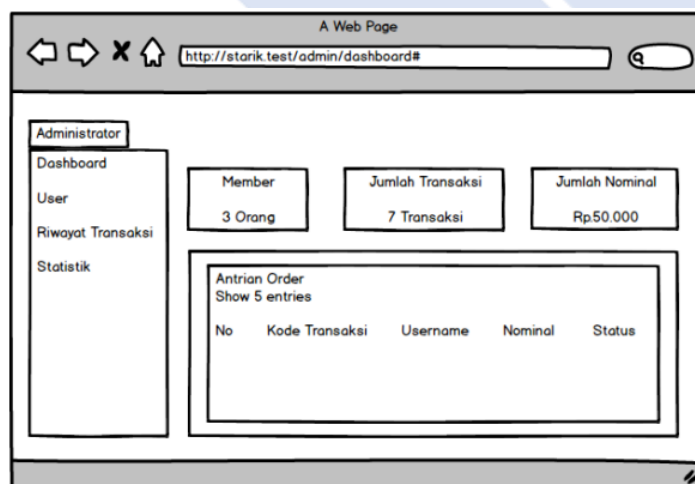 A Web Page
http://starik.test/admin/dashboard#
Administrator
Dashboard
User
Riwayat Transaksi
Statistik
Member
3 Orang
Jumlah Transaksi
7 Transaksi
Jumlah Nominal
Rp.50.000
Antrian Order
Show 5 entries
No Kode Transaksi Username Nominal Status